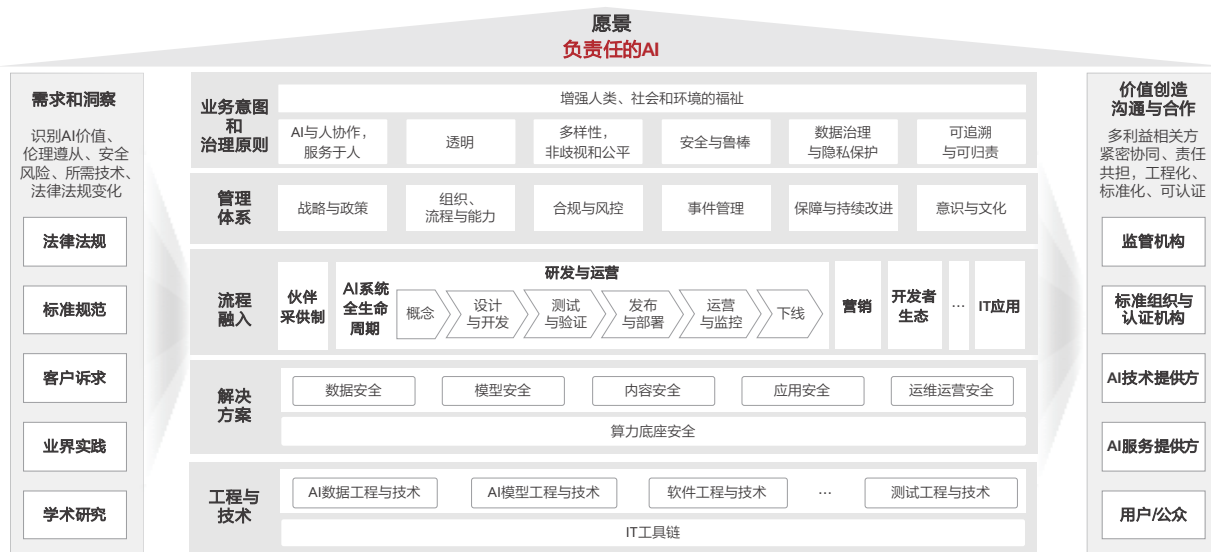 愿景
负责任的AI
需求和洞察
识别AI价值、
伦理遵从、安全
风险、所需技术、
法律法规变化
法律法规
标准规范
客户诉求
业界实践
学术研究
业务意图
和
治理原则
增强人类、社会和环境的福祉
AI与人协作，
服务于人
透明
多样性，
非歧视和公平
安全与鲁棒
数据治理
与隐私保护
可追溯
与可归责
管理
体系
战略与政策
组织、
流程与能力
合规与风控
事件管理
保障与持续改进
意识与文化
流程
融入
伙伴
采供制
AI系统
全生命
周期
研发与运营
概念
设计
与开发
测试
与验证
发布
与部署
运营
与监控
下线
营销
开发者
生态
…
IT应用
解决
方案
数据安全
模型安全
内容安全
应用安全
运维运营安全
算力底座安全
工程与
技术
AI数据工程与技术
AI模型工程与技术
软件工程与技术
…
测试工程与技术
IT工具链
价值创造
沟通与合作
多利益相关方
紧密协同、责任
共担，工程化、
标准化、可认证
监管机构
标准组织与
认证机构
AI技术提供方
AI服务提供方
用户/公众